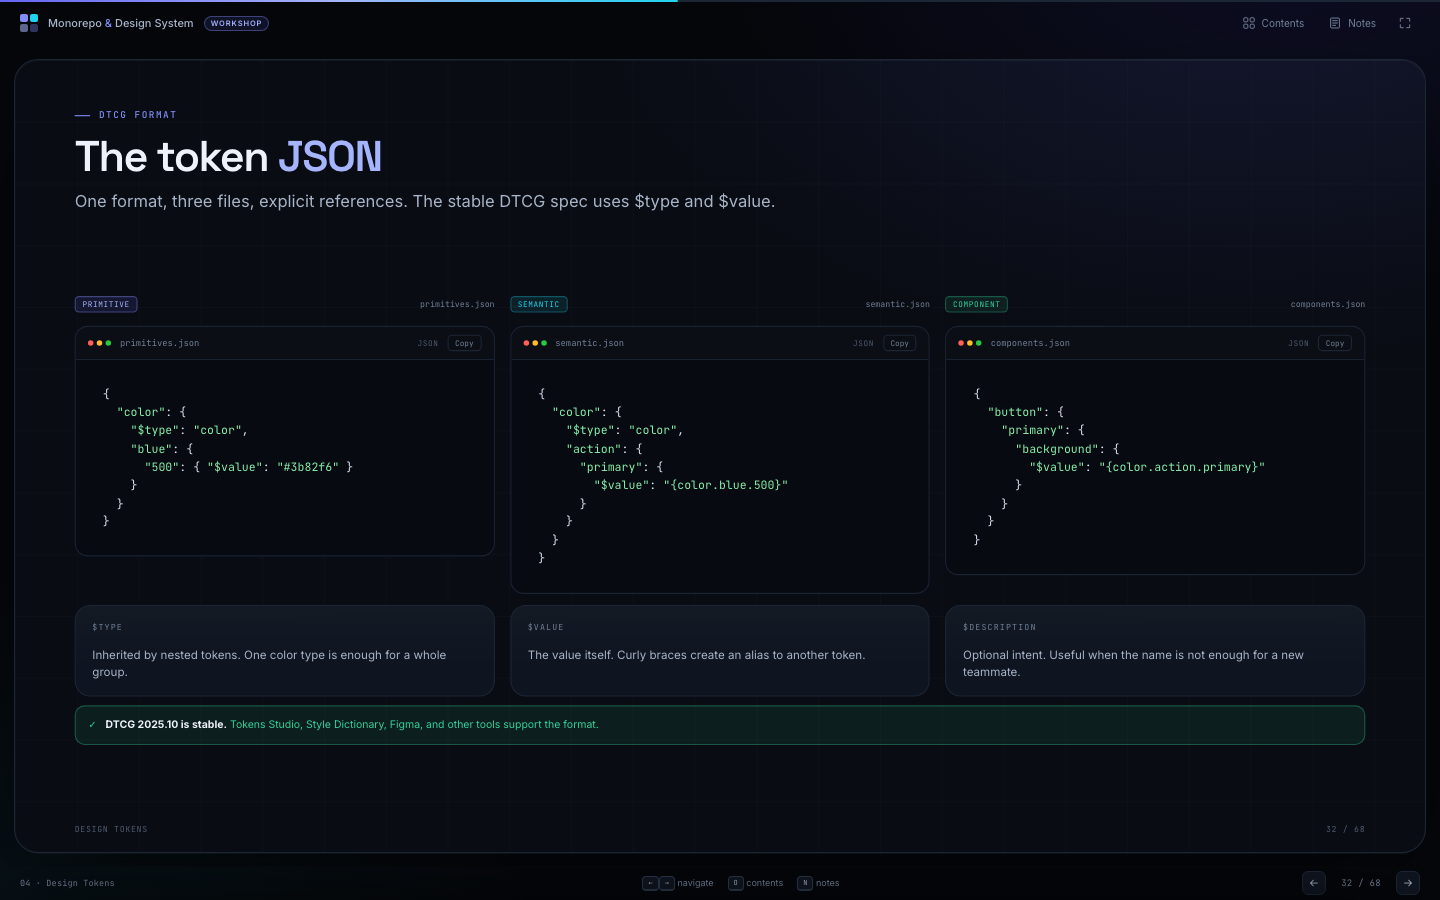 Monorepo & Design System WORKSHOP
Contents Notes
DTCG FORMAT
The token JSON
One format, three files, explicit references. The stable DTCG spec uses $type and $value.
PRIMITIVE primitives.json
primitives.json JSON Copy
{
  "color": {
    "$type": "color",
    "blue": {
      "500": { "$value": "#3b82f6" }
    }
  }
}
SEMANTIC semantic.json
semantic.json JSON Copy
{
  "color": {
    "$type": "color",
    "action": {
      "primary": {
        "$value": "{color.blue.500}"
      }
    }
  }
}
COMPONENT components.json
components.json JSON Copy
{
  "button": {
    "primary": {
      "background": {
        "$value": "{color.action.primary}"
      }
    }
  }
}
$TYPE
Inherited by nested tokens. One color type is enough for a whole
group.
$VALUE
The value itself. Curly braces create an alias to another token.
$DESCRIPTION
Optional intent. Useful when the name is not enough for a new
teammate.
✓ DTCG 2025.10 is stable. Tokens Studio, Style Dictionary, Figma, and other tools support the format.
DESIGN TOKENS 32 / 68
04 · Design Tokens ← → navigate O contents N notes ← 32 / 68 →